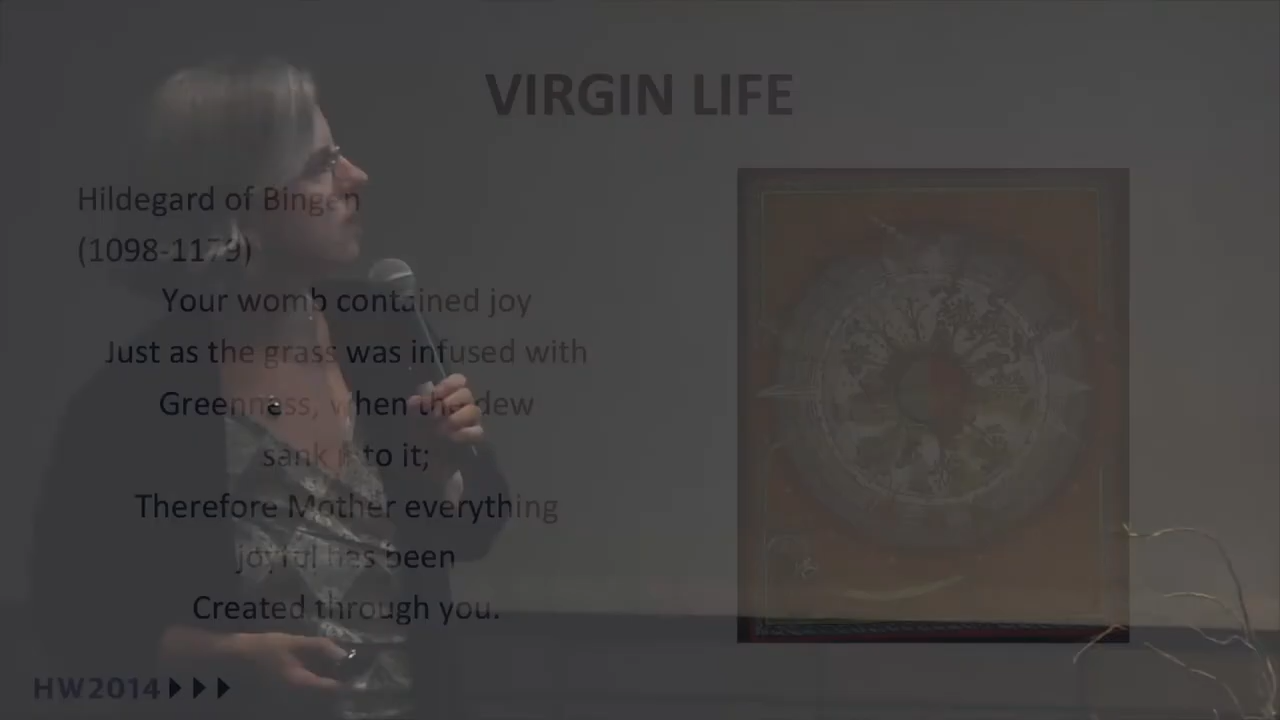 VIRGIN LIFE
Hildegard of Bingen
(1098-1179)
Your womb contained joy
Just as the grass was infused with
Greenness, when the dew
sank into it;
Therefore Mother everything
joyful has been
Created through you.
HW2014